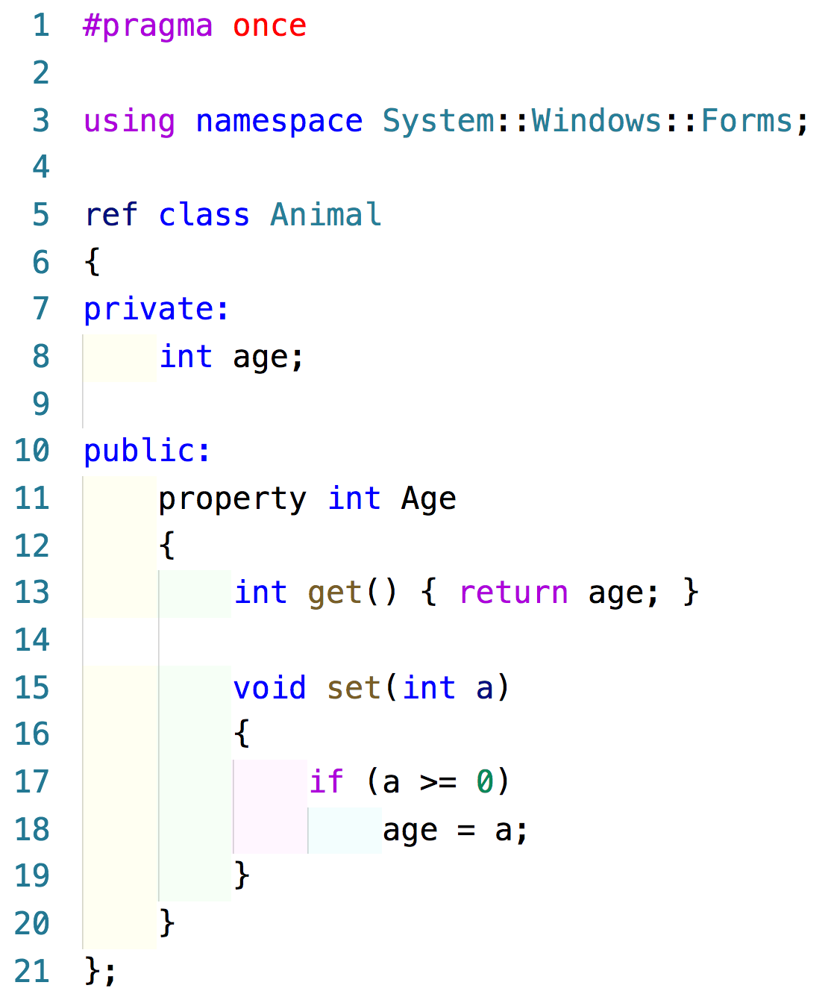 1 #pragma once
2
3 using namespace System::Windows::Forms;
4
5 ref class Animal
6 {
7 private:
8     int age;
9
10 public:
11     property int Age
12     {
13         int get() { return age; }
14
15         void set(int a)
16         {
17             if (a >= 0)
18                 age = a;
19         }
20     }
21 };